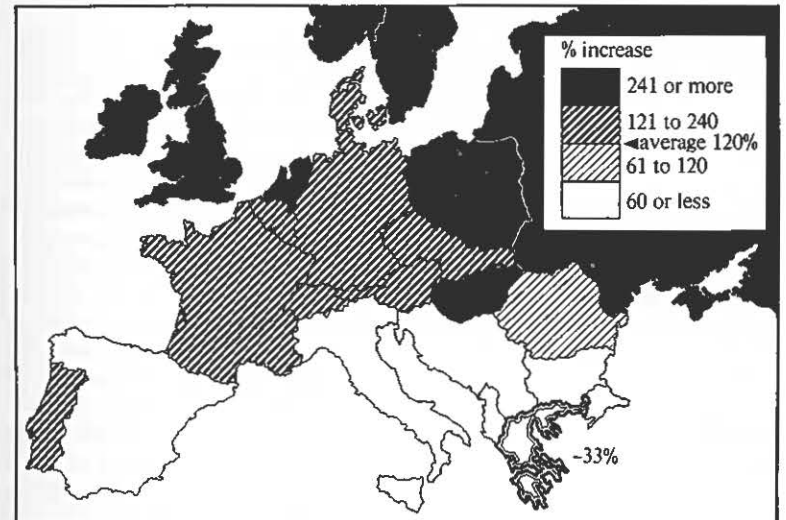 % increase
241 or more
121 to 240
◄average 120%
61 to 120
60 or less
-33%